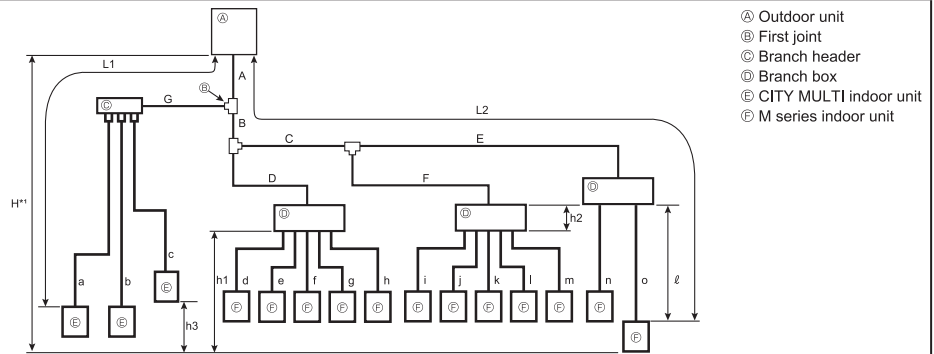 Ⓐ
Ⓐ Outdoor unit
Ⓑ First joint
Ⓒ Branch header
Ⓓ Branch box
Ⓔ CITY MULTI indoor unit
Ⓕ M series indoor unit
L1
A
Ⓑ
G
Ⓒ
L2
B
C
E
H*1
D
F
Ⓓ
Ⓓ
Ⓓ
h2
a
b
c
h1
d
e
f
g
h
i
j
k
l
m
n
o
ℓ
Ⓔ
Ⓔ
Ⓔ
h3
Ⓕ
Ⓕ
Ⓕ
Ⓕ
Ⓕ
Ⓕ
Ⓕ
Ⓕ
Ⓕ
Ⓕ
Ⓕ
Ⓕ